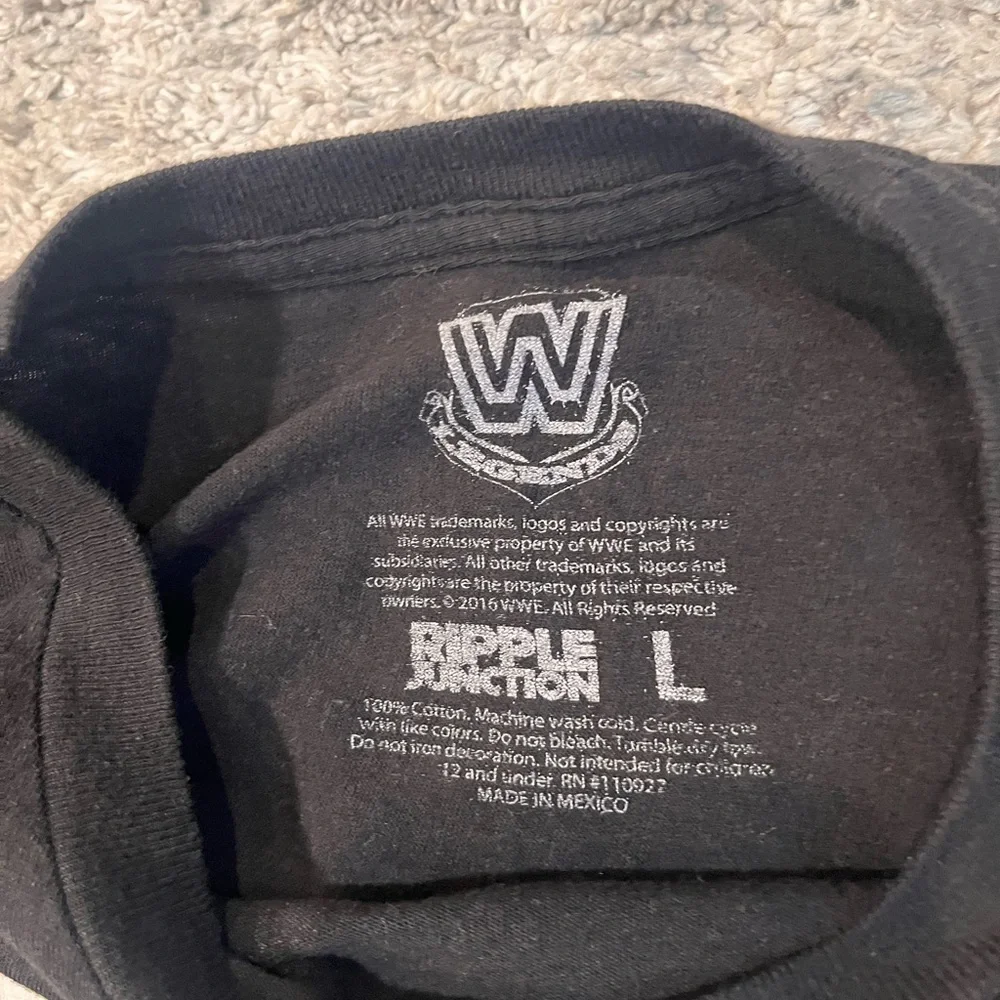 W
LEGENDS
All WWE trademarks, logos and copyrights are
the exclusive property of WWE and its
subsidiaries. All other trademarks, logos and
copyrights are the property of their respective
owners. © 2016 WWE. All Rights Reserved
RIPPLE
JUNCTION
L
100% Cotton. Machine wash cold. Gentle cycle
with like colors. Do not bleach. Tumble dry low.
Do not iron decoration. Not intended for children
12 and under. RN #110927
MADE IN MEXICO